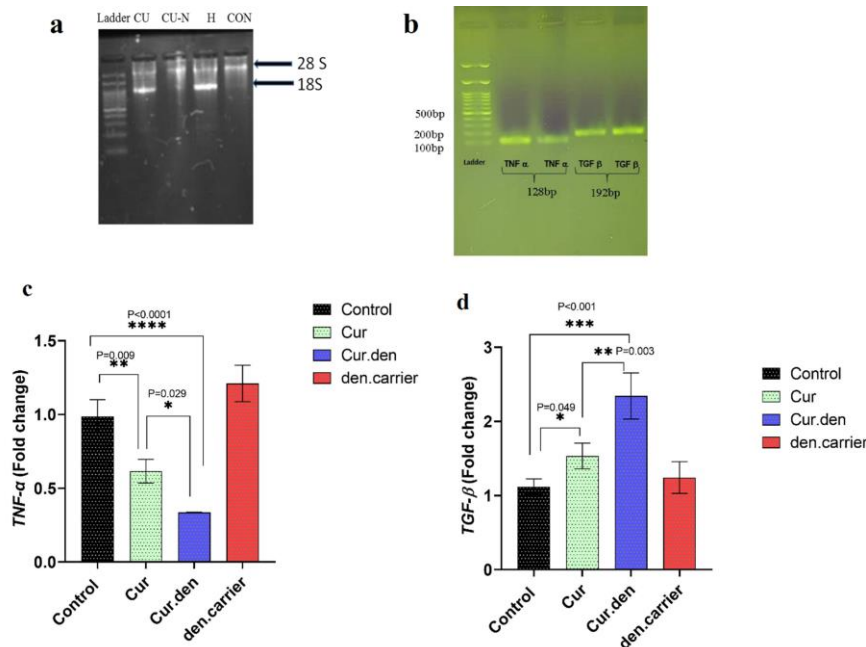 a
Ladder CU CU-N H CON
28 S
18S
b
500bp
200bp
100bp
Ladder
TNF α. TNF α. TGF β TGF β
128bp 192bp
c
P<0.0001
****
P=0.009
**
P=0.029
*
TNF-α (Fold change)
1.5
1.0
0.5
0.0
Control
Cur
Cur.den
den.carrier
Control
Cur
Cur.den
den.carrier
d
P<0.001
***
** P=0.003
P=0.049
*
TGF-β (Fold change)
3
2
1
0
Control
Cur
Cur.den
den.carrier
Control
Cur
Cur.den
den.carrier